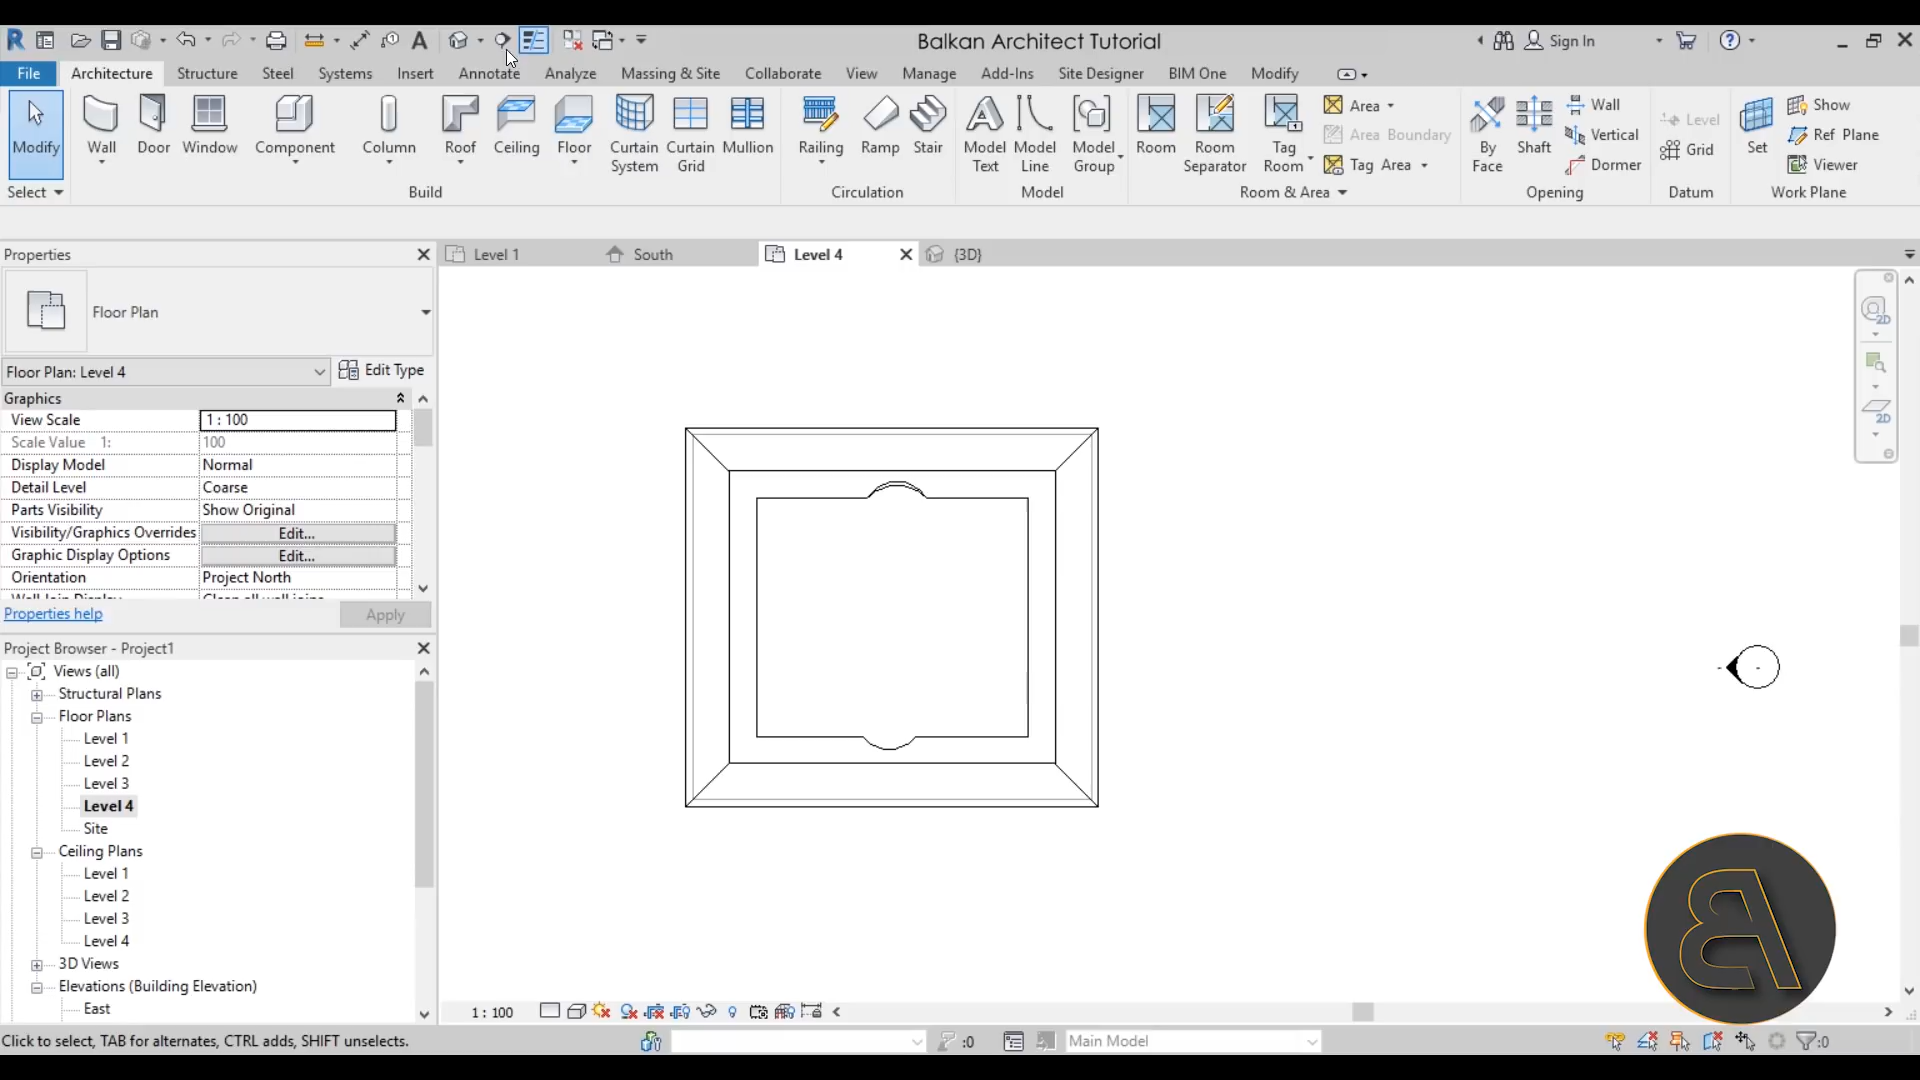 Balkan Architect Tutorial
Sign In
File Architecture Structure Steel Systems Insert Annotate Analyze Massing & Site Collaborate View Manage Add-Ins Site Designer BIM One Modify
Modify
Wall
Door
Window
Component
Column
Roof
Ceiling
Floor
Curtain System
Curtain Grid
Mullion
Railing
Ramp
Stair
Model Text
Model Line
Model Group
Room
Room Separator
Tag Room
Area
Area Boundary
Tag Area
By Face
Shaft
Wall
Vertical
Dormer
Level
Grid
Set
Show
Ref Plane
Viewer
Select Build Circulation Model Room & Area Opening Datum Work Plane
Properties
Level 1 South Level 4 {3D}
Floor Plan
Floor Plan: Level 4 Edit Type
Graphics
View Scale 1 : 100
Scale Value 1: 100
Display Model Normal
Detail Level Coarse
Parts Visibility Show Original
Visibility/Graphics Overrides Edit...
Graphic Display Options Edit...
Orientation Project North
Properties help Apply
Project Browser - Project1
Views (all)
Structural Plans
Floor Plans
Level 1
Level 2
Level 3
Level 4
Site
Ceiling Plans
Level 1
Level 2
Level 3
Level 4
3D Views
Elevations (Building Elevation)
East
2D
2D
1 : 100
Click to select, TAB for alternates, CTRL adds, SHIFT unselects.
:0
Main Model
:0